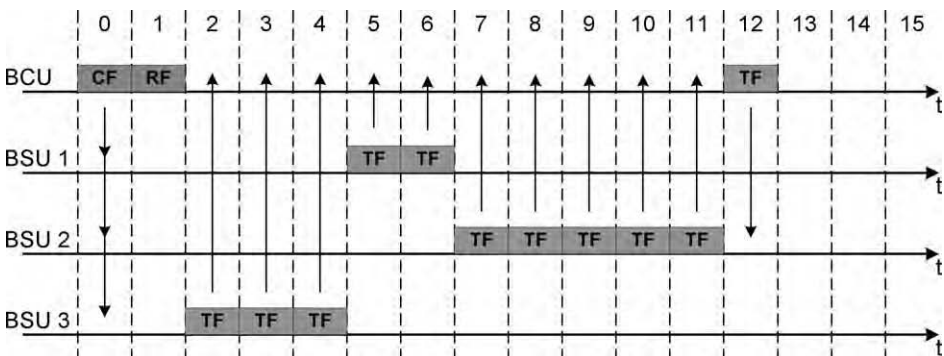 0 1 2 3 4 5 6 7 8 9 10 11 12 13 14 15
BCU CF RF TF
t
BSU 1 TF TF
t
BSU 2 TF TF TF TF TF
t
BSU 3 TF TF TF
t